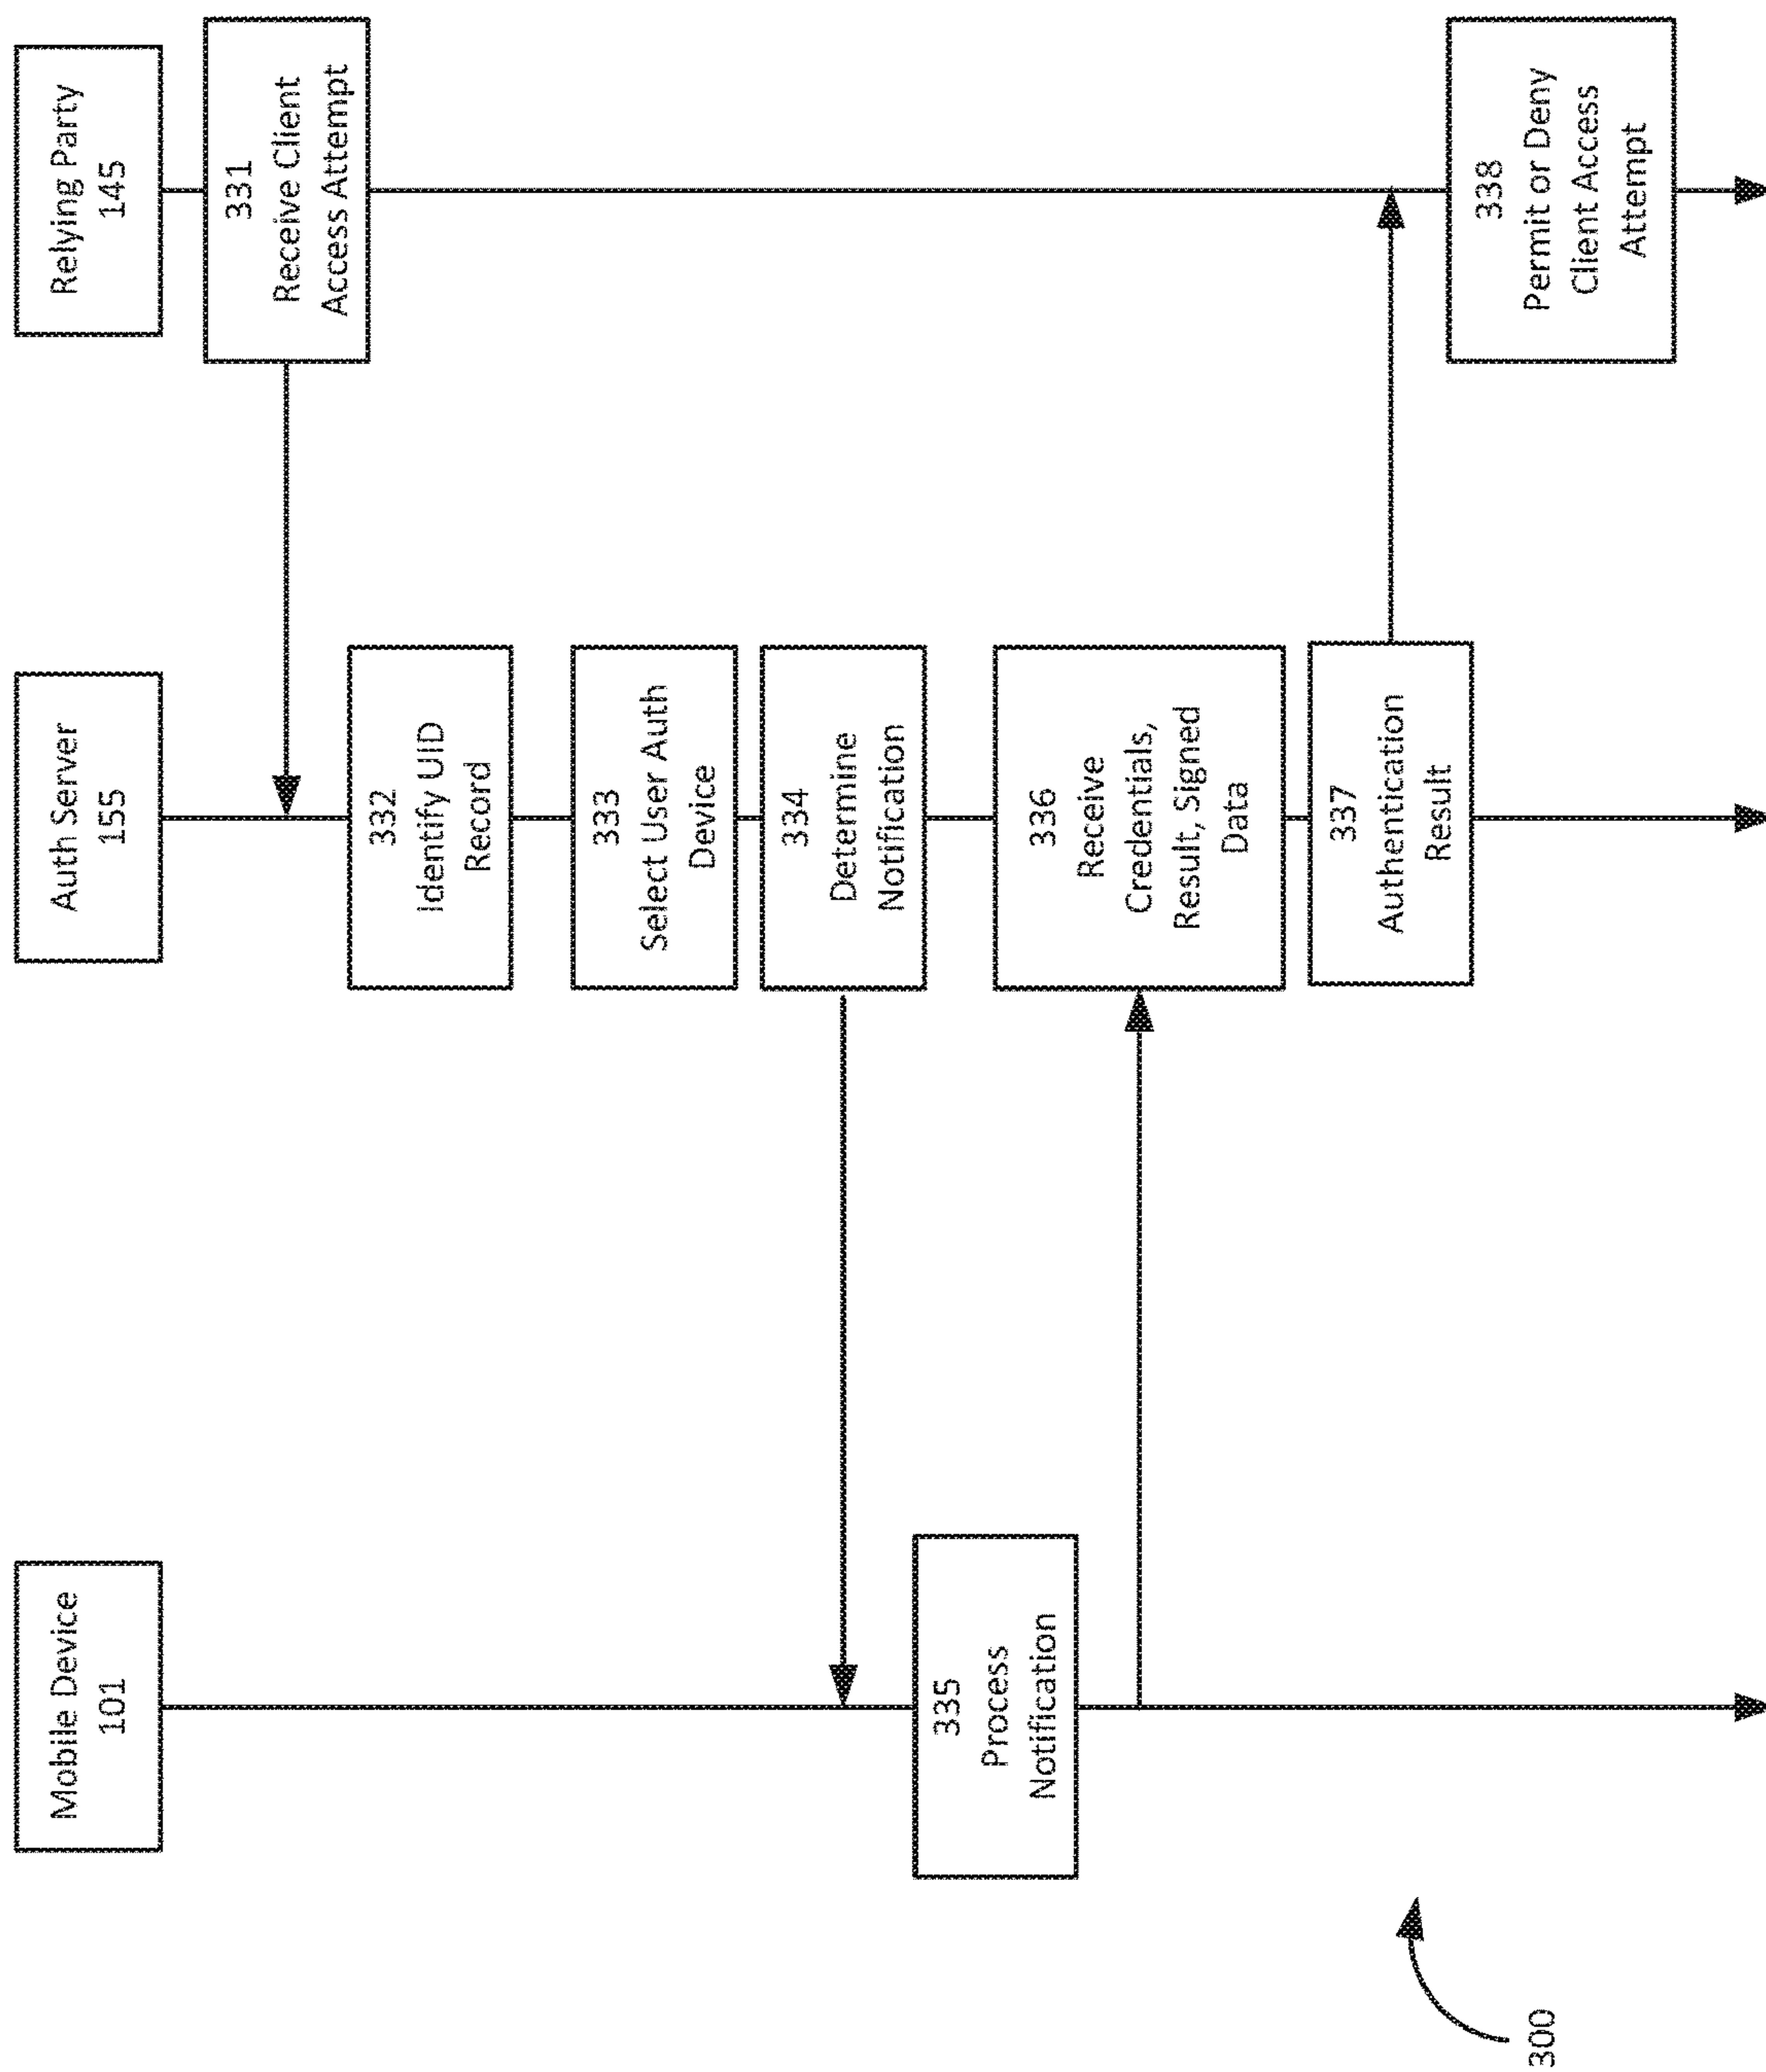 Mobile Device
101
Auth Server
155
Relying Party
145
331
Receive Client
Access Attempt
332
Identify UID
Record
333
Select User Auth
Device
334
Determine
Notification
335
Process
Notification
336
Receive
Credentials,
Result, Signed
Data
337
Authentication
Result
338
Permit or Deny
Client Access
Attempt
300